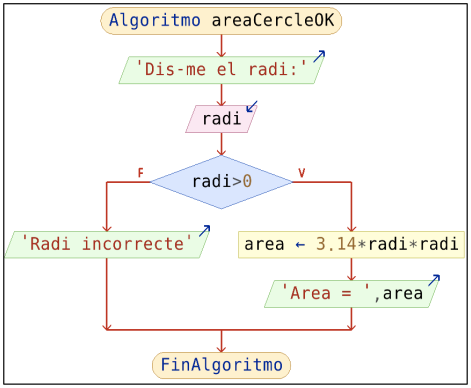 Algoritmo areaCercleOK
'Dis-me el radi:'
radi
radi>0
F
V
'Radi incorrecte'
area ← 3.14*radi*radi
'Area = ',area
FinAlgoritmo